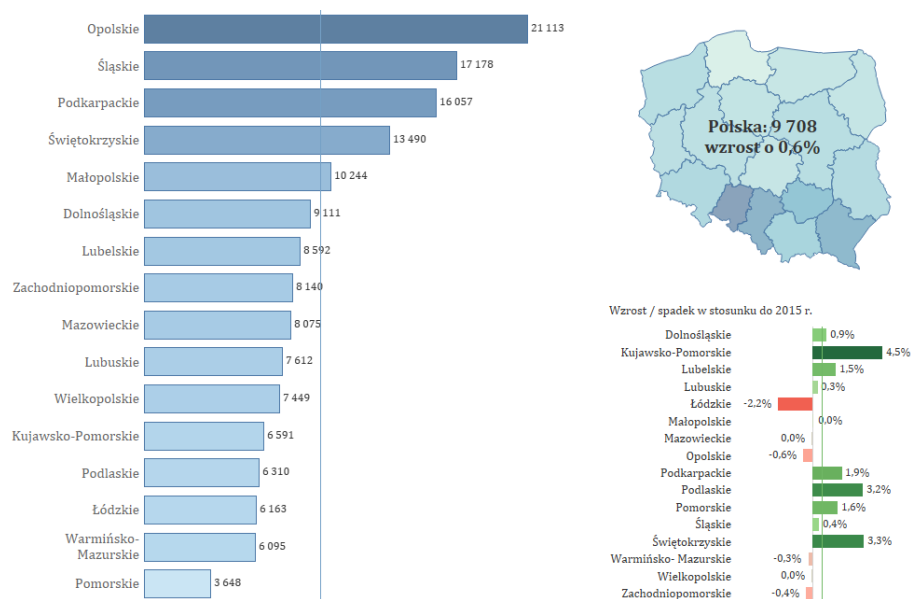 Opolskie 21 113
Śląskie 17 178
Podkarpackie 16 057
Świętokrzyskie 13 490
Małopolskie 10 244
Dolnośląskie 9 111
Lubelskie 8 592
Zachodniopomorskie 8 140
Mazowieckie 8 075
Lubuskie 7 612
Wielkopolskie 7 449
Kujawsko-Pomorskie 6 591
Podlaskie 6 310
Łódzkie 6 163
Warmińsko-
Mazurskie 6 095
Pomorskie 3 648
Polska: 9 708
wzrost o 0,6%
Wzrost / spadek w stosunku do 2015 r.
Dolnośląskie 0,9%
Kujawsko-Pomorskie 4,5%
Lubelskie 1,5%
Lubuskie 0,3%
Łódzkie -2,2%
Małopolskie 0,0%
Mazowieckie 0,0%
Opolskie -0,6%
Podkarpackie 1,9%
Podlaskie 3,2%
Pomorskie 1,6%
Śląskie 0,4%
Świętokrzyskie 3,3%
Warmińsko- Mazurskie -0,3%
Wielkopolskie 0,0%
Zachodniopomorskie -0,4%